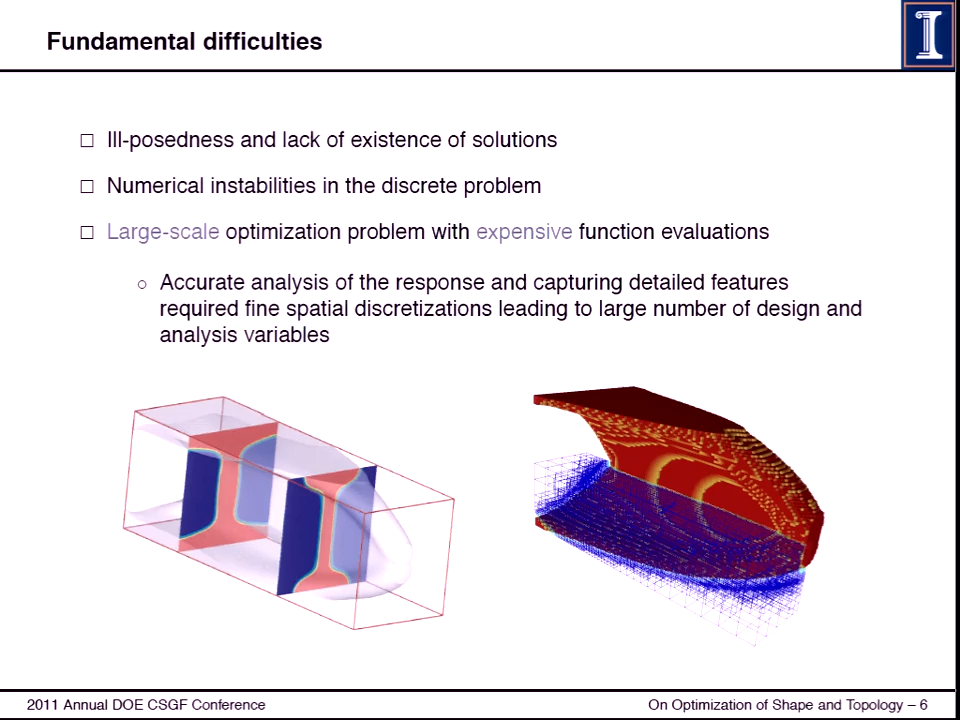 Fundamental difficulties
Ill-posedness and lack of existence of solutions
Numerical instabilities in the discrete problem
Large-scale optimization problem with expensive function evaluations
Accurate analysis of the response and capturing detailed features
required fine spatial discretizations leading to large number of design and
analysis variables
2011 Annual DOE CSGF Conference
On Optimization of Shape and Topology – 6